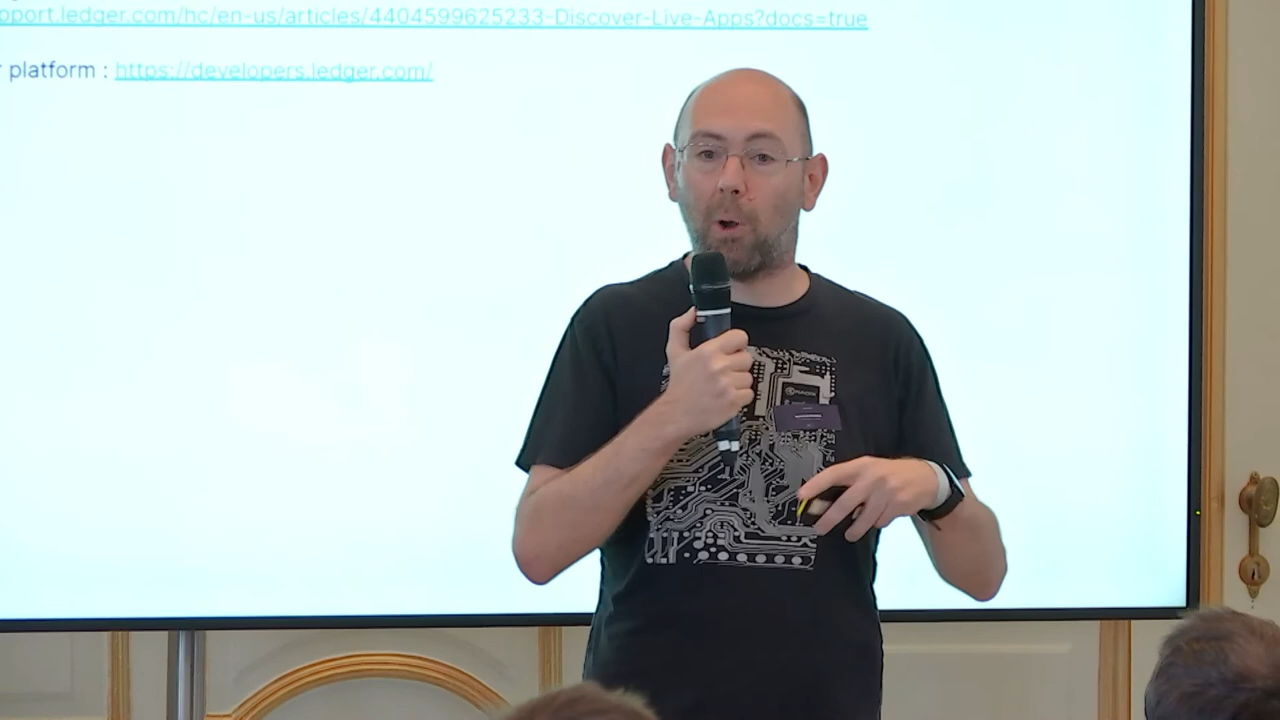 pport.ledger.com/hc/en-us/articles/4404599625233-Discover-Live-Apps?docs=true
r platform : https://developers.ledger.com/